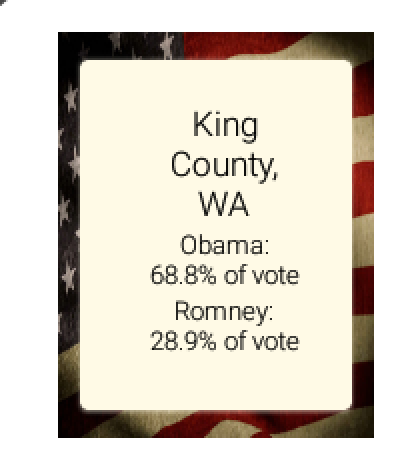 King
County,
WA
Obama:
68.8% of vote
Romney:
28.9% of vote